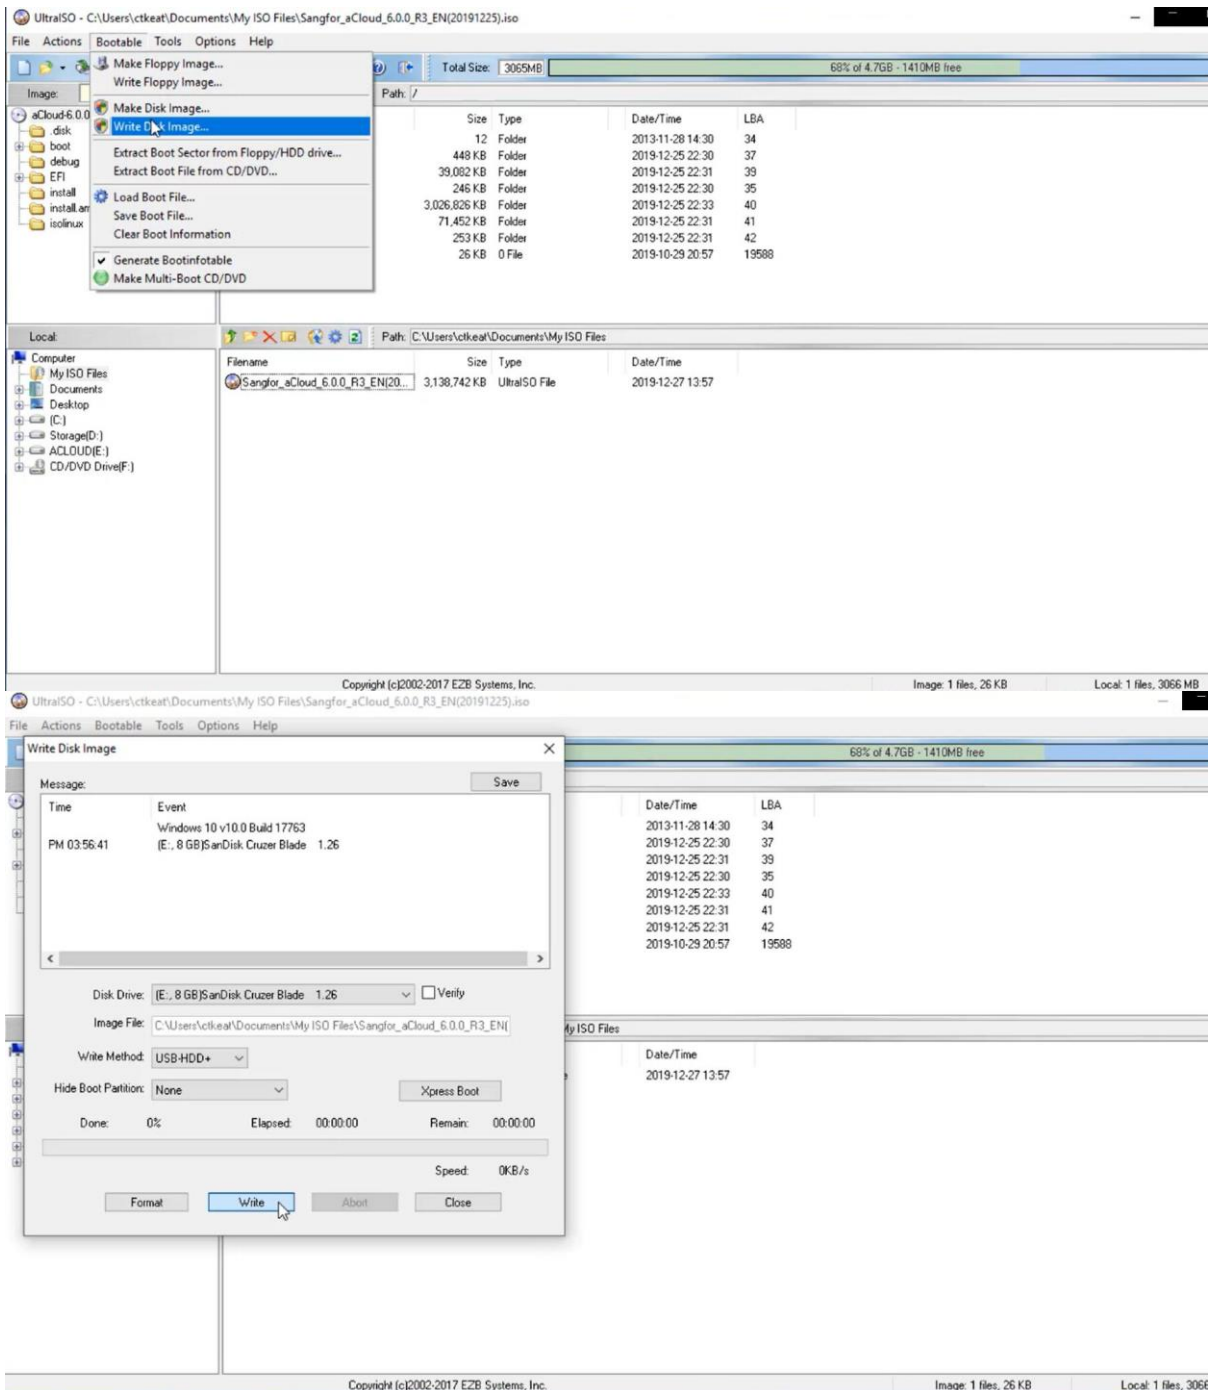 UltraISO - C:\Users\ctkeat\Documents\My ISO Files\Sangfor_aCloud_6.0.0_R3_EN(20191225).iso
File Actions Bootable Tools Options Help
Make Floppy Image...
Write Floppy Image...
Make Disk Image...
Write Disk Image...
Extract Boot Sector from Floppy/HDD drive...
Extract Boot File from CD/DVD...
Load Boot File...
Save Boot File...
Clear Boot Information
Generate Bootinfotable
Make Multi-Boot CD/DVD
Total Size: 3065MB 68% of 4.7GB - 1410MB free
Image: Path: /
aCloud-6.0.0
.disk
boot
debug
EFI
install
install.
isolinux
Size Type Date/Time LBA
12 Folder 2013-11-28 14:30 34
448 KB Folder 2019-12-25 22:30 37
39,082 KB Folder 2019-12-25 22:31 39
246 KB Folder 2019-12-25 22:30 35
3,026,826 KB Folder 2019-12-25 22:33 40
71,452 KB Folder 2019-12-25 22:31 41
253 KB Folder 2019-12-25 22:31 42
26 KB 0 File 2019-10-29 20:57 19588
Local: Path: C:\Users\ctkeat\Documents\My ISO Files
Computer
My ISO Files
Documents
Desktop
(C:)
Storage(D:)
ACLOUD(E:)
CD/DVD Drive(F:)
Filename Size Type Date/Time
Sangfor_aCloud_6.0.0_R3_EN(20... 3,138,742 KB UltraISO File 2019-12-27 13:57
Copyright (c)2002-2017 EZB Systems, Inc. Image: 1 files, 26 KB Local: 1 files, 3066 MB
UltraISO - C:\Users\ctkeat\Documents\My ISO Files\Sangfor_aCloud_6.0.0_R3_EN(20191225).iso
File Actions Bootable Tools Options Help
68% of 4.7GB - 1410MB free
Write Disk Image
Message: Save
Time Event
Windows 10 v10.0 Build 17763
PM 03:56:41 (E:, 8 GB)SanDisk Cruzer Blade 1.26
Disk Drive: (E:, 8 GB)SanDisk Cruzer Blade 1.26 Verify
Image File: C:\Users\ctkeat\Documents\My ISO Files\Sangfor_aCloud_6.0.0_R3_EN(
Write Method: USB-HDD+
Hide Boot Partition: None Xpress Boot
Done: 0% Elapsed: 00:00:00 Remain: 00:00:00
Speed: 0KB/s
Format Write Abort Close
Date/Time LBA
2013-11-28 14:30 34
2019-12-25 22:30 37
2019-12-25 22:31 39
2019-12-25 22:30 35
2019-12-25 22:33 40
2019-12-25 22:31 41
2019-12-25 22:31 42
2019-10-29 20:57 19588
My ISO Files
Date/Time
2019-12-27 13:57
Copyright (c)2002-2017 EZB Systems, Inc. Image: 1 files, 26 KB Local: 1 files, 3066